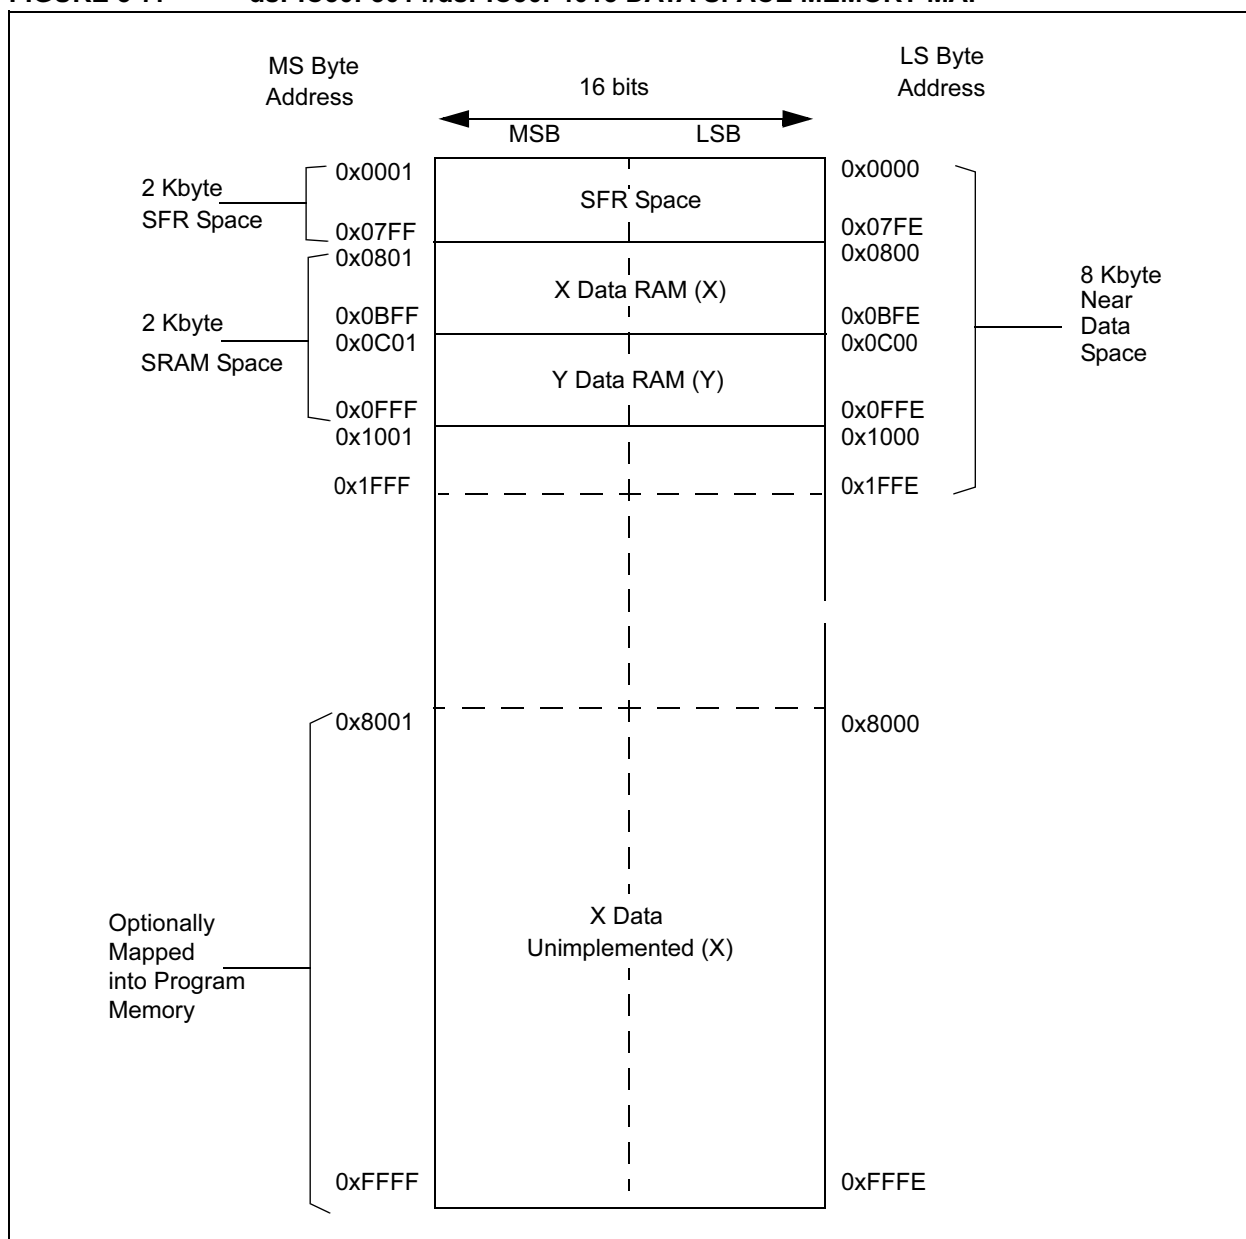 MS Byte
Address
16 bits
LS Byte
Address
MSB
LSB
2 Kbyte
SFR Space
0x0001
0x07FF
SFR Space
0x0000
0x07FE
2 Kbyte
SRAM Space
0x0801
0x0BFF
0x0C01
0x0FFF
0x1001
0x1FFF
X Data RAM (X)
Y Data RAM (Y)
0x0800
0x0BFE
0x0C00
0x0FFE
0x1000
0x1FFE
8 Kbyte
Near
Data
Space
0x8001
0x8000
Optionally
Mapped
into Program
Memory
X Data
Unimplemented (X)
0xFFFF
0xFFFE